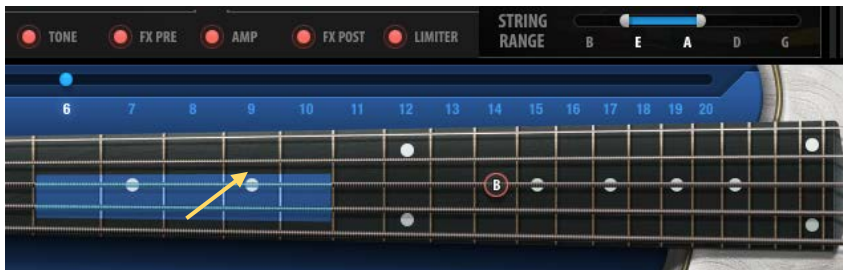 TONE FX PRE AMP FX POST LIMITER
STRING
RANGE
B E A D G
6 7 8 9 10 11 12 13 14 15 16 17 18 19 20
B